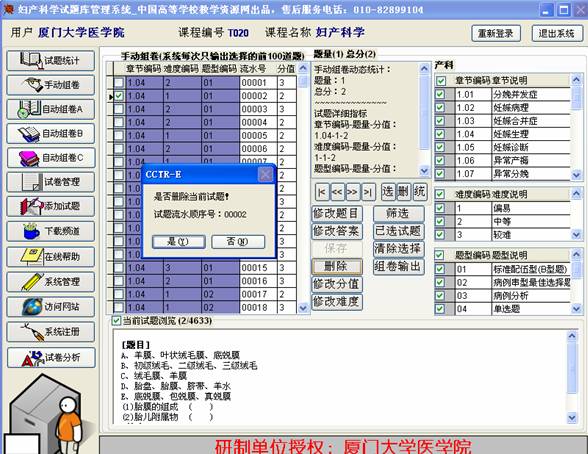 妇产科学试题库管理系统_中国高等学校教学资源网出品，售后服务电话：010-82899104
用户 厦门大学医学院 课程编号 T020 课程名称 妇产科学 重新登录 退出系统
试题统计
手动组卷
自动组卷A
自动组卷B
自动组卷C
试卷管理
添加试题
下载频道
在线帮助
系统管理
访问网站
系统注册
试卷分析
手动组卷(系统每次只输出选择的前100道题)
章节编码 难度编码 题型编码 流水号 分值
1.04 2 01 00001 3
1.04 1 01 00002 2
1.04 2 01 00003 3
1.04 1 01 00004 2
1.04 2 01 00005
1.04 1 01 00006
1.04 2 01 00007
1.04 3 01 00015 3
1.04 1 01 00016 2
1.04 1 02 00017 2
1.04 1 02 00018 3
CCTR-E
是否删除当前试题!
试题流水顺序号：00002
是(Y) 否(N)
题量(1) 总分(2)
手动组卷动态统计：
题量：1
总分：2
~~~~~~~~~~~~~~
试题详细指标
章节编码-题量-分值：
1.04-1-2
难度编码-题量-分值：
1-1-2
题型编码-题量-分值：
|< << >> >| 选 删 统
修改题目 筛选
修改答案 已选试题
保存 清除选择
删除 组卷输出
修改分值
修改难度
产科
章节编码 章节说明
1.01 分娩并发症
1.02 妊娠病理
1.03 妊娠合并症
1.04 妊娠生理
1.05 妊娠诊断
1.06 异常产褥
1.07 异常分娩
难度编码 难度说明
1 偏易
2 中等
3 较难
题型编码 题型说明
01 标准配伍型(B型题)
02 病例串型最佳选择题
03 病例分析
04 单选题
当前试题浏览 (2/4633)
[题目]
A、羊膜、叶状绒毛膜、底蜕膜
B、初级绒毛、二级绒毛、三级绒毛
C、绒毛膜、羊膜
D、胎盘、胎膜、脐带、羊水
E、底蜕膜、包蜕膜、真蜕膜
(1)胎膜的组成 ( )
(2)胎儿附属物 ( )
研制单位授权：厦门大学医学院